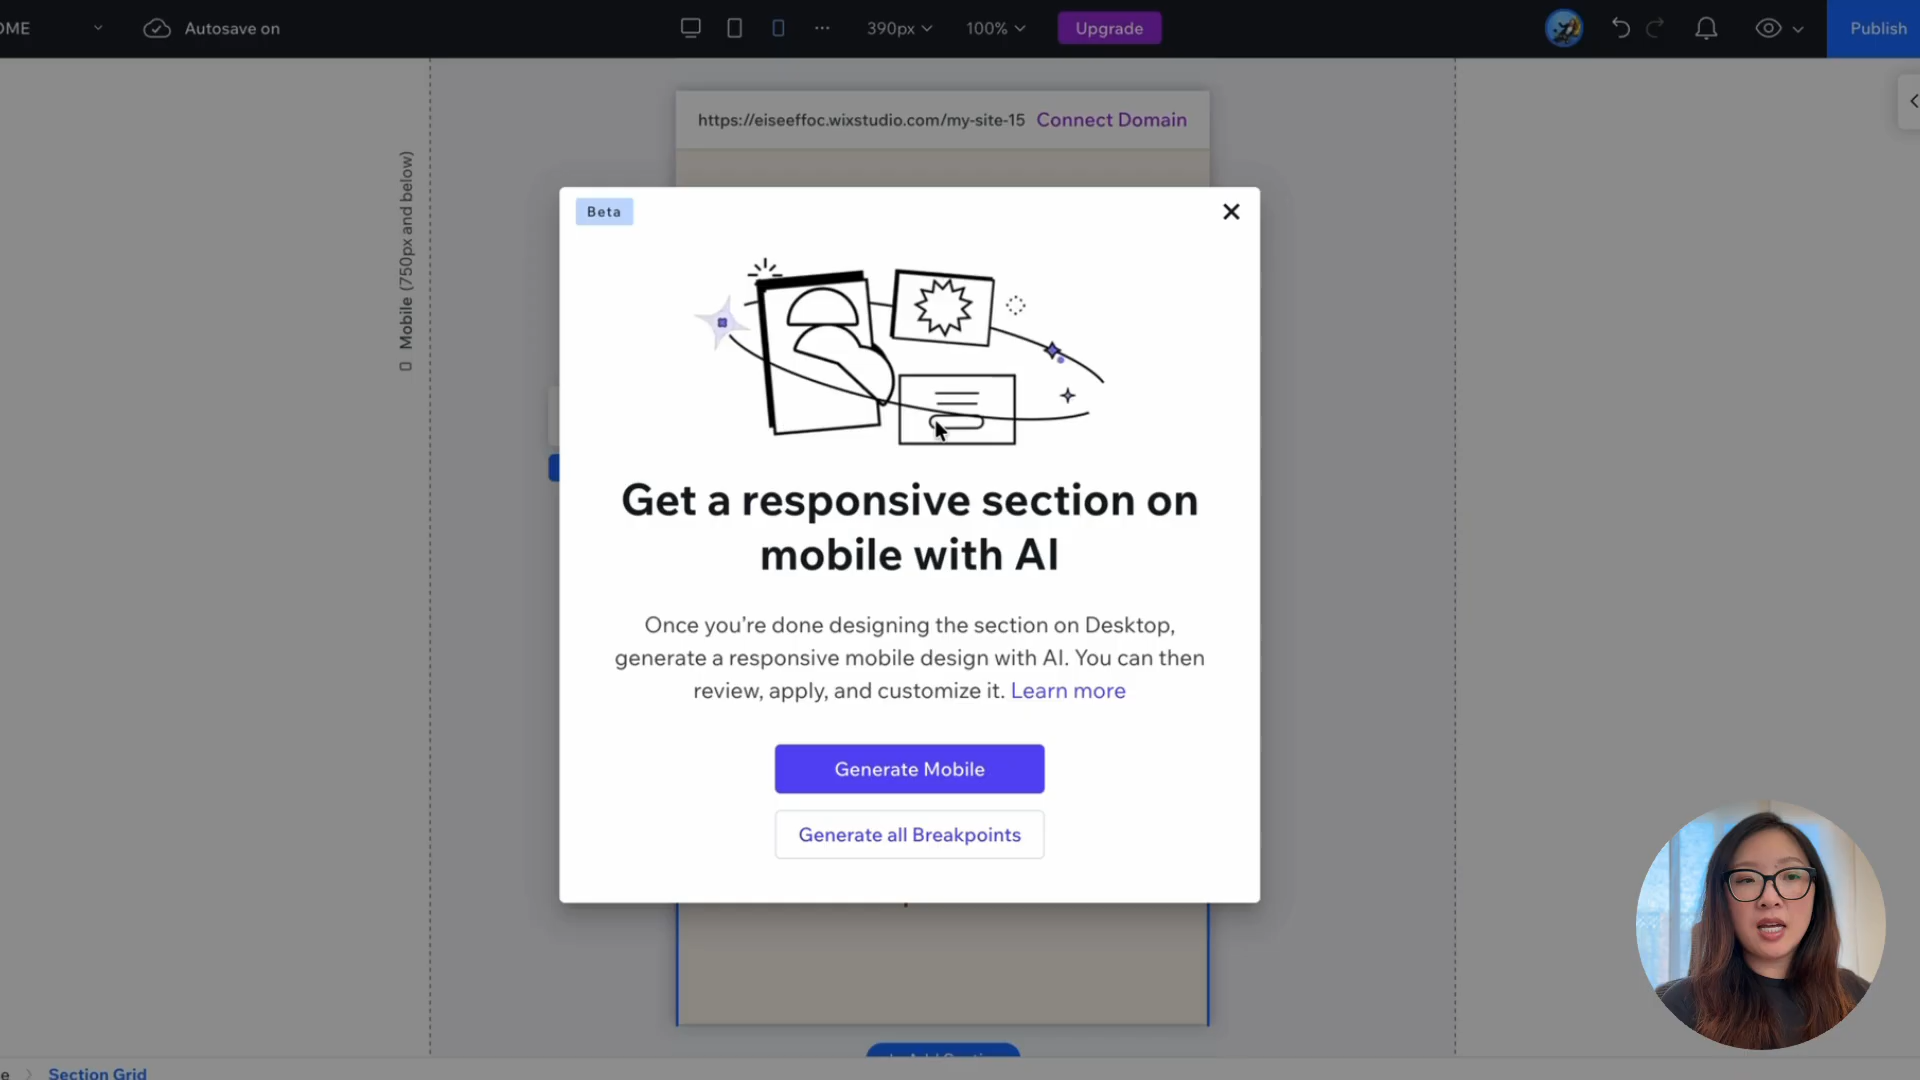 OME
Autosave on
390px
100%
Upgrade
Publish
https://eiseeffoc.wixstudio.com/my-site-15
Connect Domain
Mobile (750px and below)
Beta
Get a responsive section on
mobile with AI
Once you’re done designing the section on Desktop,
generate a responsive mobile design with AI. You can then
review, apply, and customize it. Learn more
Generate Mobile
Generate all Breakpoints
e
Section Grid